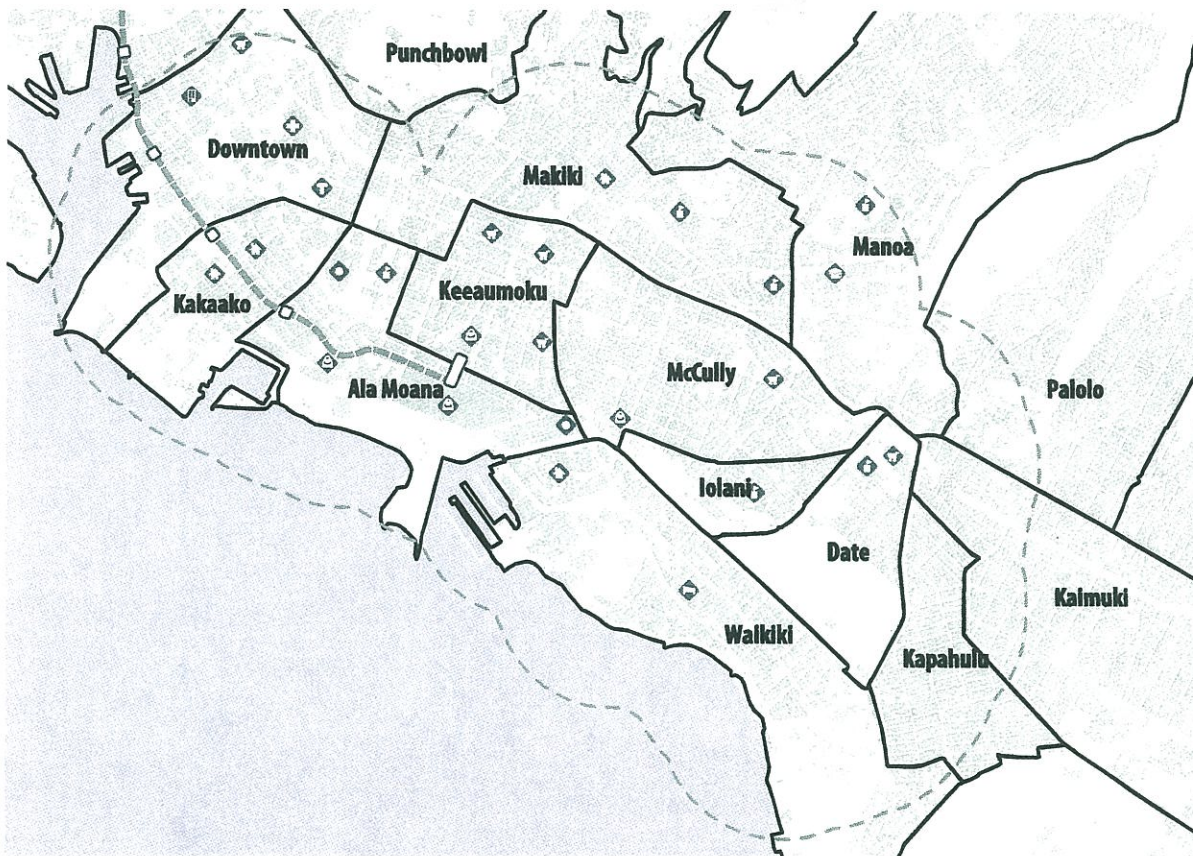 Punchbowl
Downtown
Makiki
Manoa
Kakaako
Keeaumoku
Ala Moana
McCully
Palolo
Iolani
Date
Waikiki
Kapahulu
Kaimuki